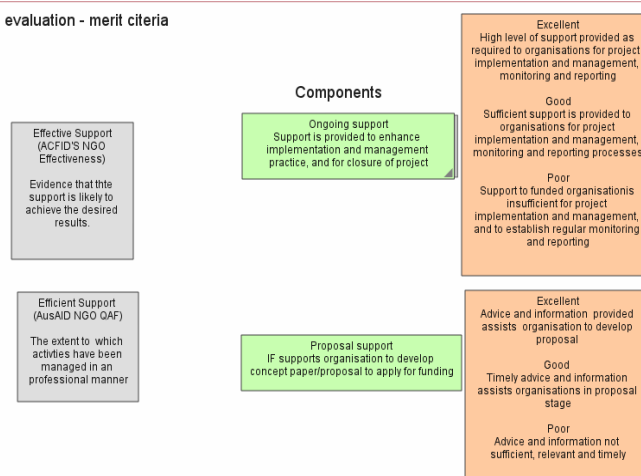 evaluation - merit citeria
Components
Effective Support
(ACFID'S NGO
Effectiveness)
Evidence that thte
support is likely to
achieve the desired
results.
Efficient Support
(AusAID NGO QAF)
The extent to which
activties have been
managed in an
professional manner
Ongoing support
Support is provided to enhance
implementation and management
practice, and for closure of project
Proposal support
IF supports organisation to develop
concept paper/proposal to apply for funding
Excellent
High level of support provided as
required to organisations for project
implementation and management,
monitoring and reporting
Good
Sufficient support is provided to
organisations for project
implementation and management,
monitoring and reporting processes
Poor
Support to funded organisationis
insufficient for project
implementation and management,
and to establish regular monitoring
and reporting
Excellent
Advice and information provided
assists organisation to develop
proposal
Good
Timely advice and information
assists organisations in proposal
stage
Poor
Advice and information not
sufficient, relevant and timely